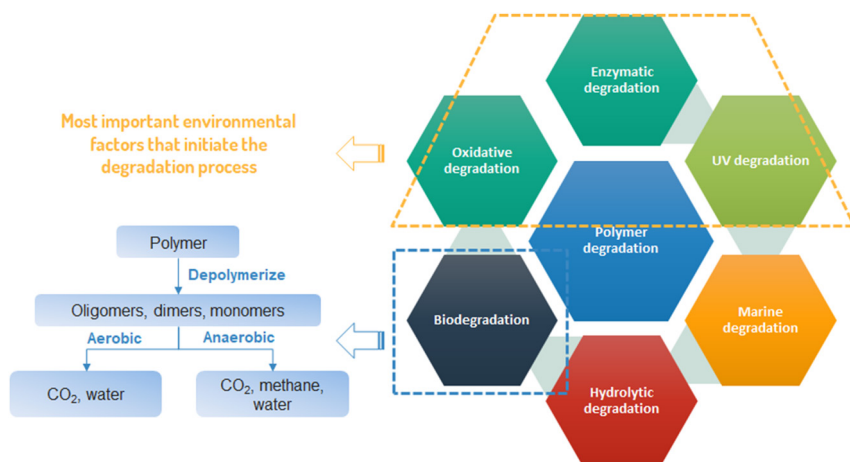 Most important environmental
factors that initiate the
degradation process
Enzymatic
degradation
Oxidative
degradation
UV degradation
Polymer
degradation
Biodegradation
Marine
degradation
Hydrolytic
degradation
Polymer
Depolymerize
Oligomers, dimers, monomers
Aerobic
Anaerobic
CO₂, water
CO₂, methane,
water